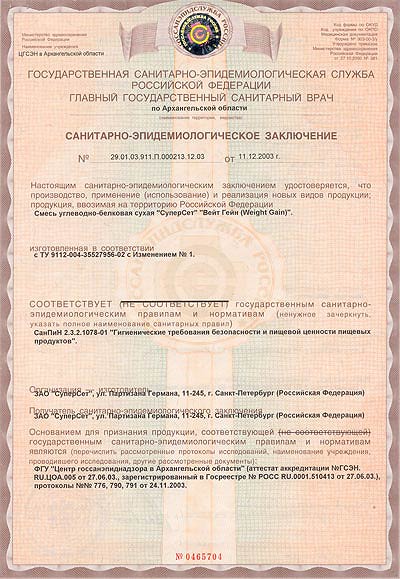 Министерство здравоохранения
Российской Федерации
Наименование учреждения
ЦГСЭН в Архангельской области
Код формы по ОКУД
Код. учреждения по ОКПО
Медицинская документация
Форма № 303-00-3/у
Утверждена приказом
Минздрава Российской Федерации
от 27.10.2000 № 381
ГОСУДАРСТВЕННАЯ САНИТАРНО-ЭПИДЕМИОЛОГИЧЕСКАЯ СЛУЖБА
РОССИЙСКОЙ ФЕДЕРАЦИИ
ГЛАВНЫЙ ГОСУДАРСТВЕННЫЙ САНИТАРНЫЙ ВРАЧ
по Архангельской области
(наименование территории, ведомства)
САНИТАРНО-ЭПИДЕМИОЛОГИЧЕСКОЕ ЗАКЛЮЧЕНИЕ
№ 29.01.03.911.П.000213.12.03 от 11.12.2003 г.
Настоящим санитарно-эпидемиологическим заключением удостоверяется, что
производство, применение (использование) и реализация новых видов продукции;
продукция, ввозимая на территорию Российской Федерации
Смесь углеводно-белковая сухая "СуперСет" "Вейт Гейн (Weight Gain)".
изготовленная в соответствии
с ТУ 9112-004-35527956-02 с Изменением № 1.
СООТВЕТСТВУЕТ (НЕ СООТВЕТСТВУЕТ) государственным санитарно-
эпидемиологическим правилам и нормативам (ненужное зачеркнуть,
указать полное наименование санитарных правил)
СанПиН 2.3.2.1078-01 "Гигиенические требования безопасности и пищевой ценности пищевых
продуктов".
Организация — изготовитель
ЗАО "СуперСет", ул. Партизана Германа, 11-245, г. Санкт-Петербург (Российская Федерация)
Получатель санитарно-эпидемиологического заключения
ЗАО "СуперСет", ул. Партизана Германа, 11-245, г. Санкт-Петербург (Российская Федерация)
Основанием для признания продукции, соответствующей (не соответствующей)
государственным санитарно-эпидемиологическим правилам и нормативам
являются (перечислить рассмотренные протоколы исследований, наименование учреждения,
проводившего исследования, другие рассмотренные документы):
ФГУ "Центр госсанэпиднадзора в Архангельской области" (аттестат аккредитации №ГСЭН.
RU.ЦОА.005 от 27.06.03, зарегистрированный в Госреестре № РОСС RU.0001.510413 от 27.06.03.),
протоколы №№ 776, 790, 791 от 24.11.2003.
№ 0465704